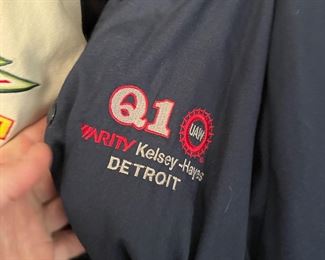 Q1
UAW
VARITY Kelsey-Hayes
DETROIT